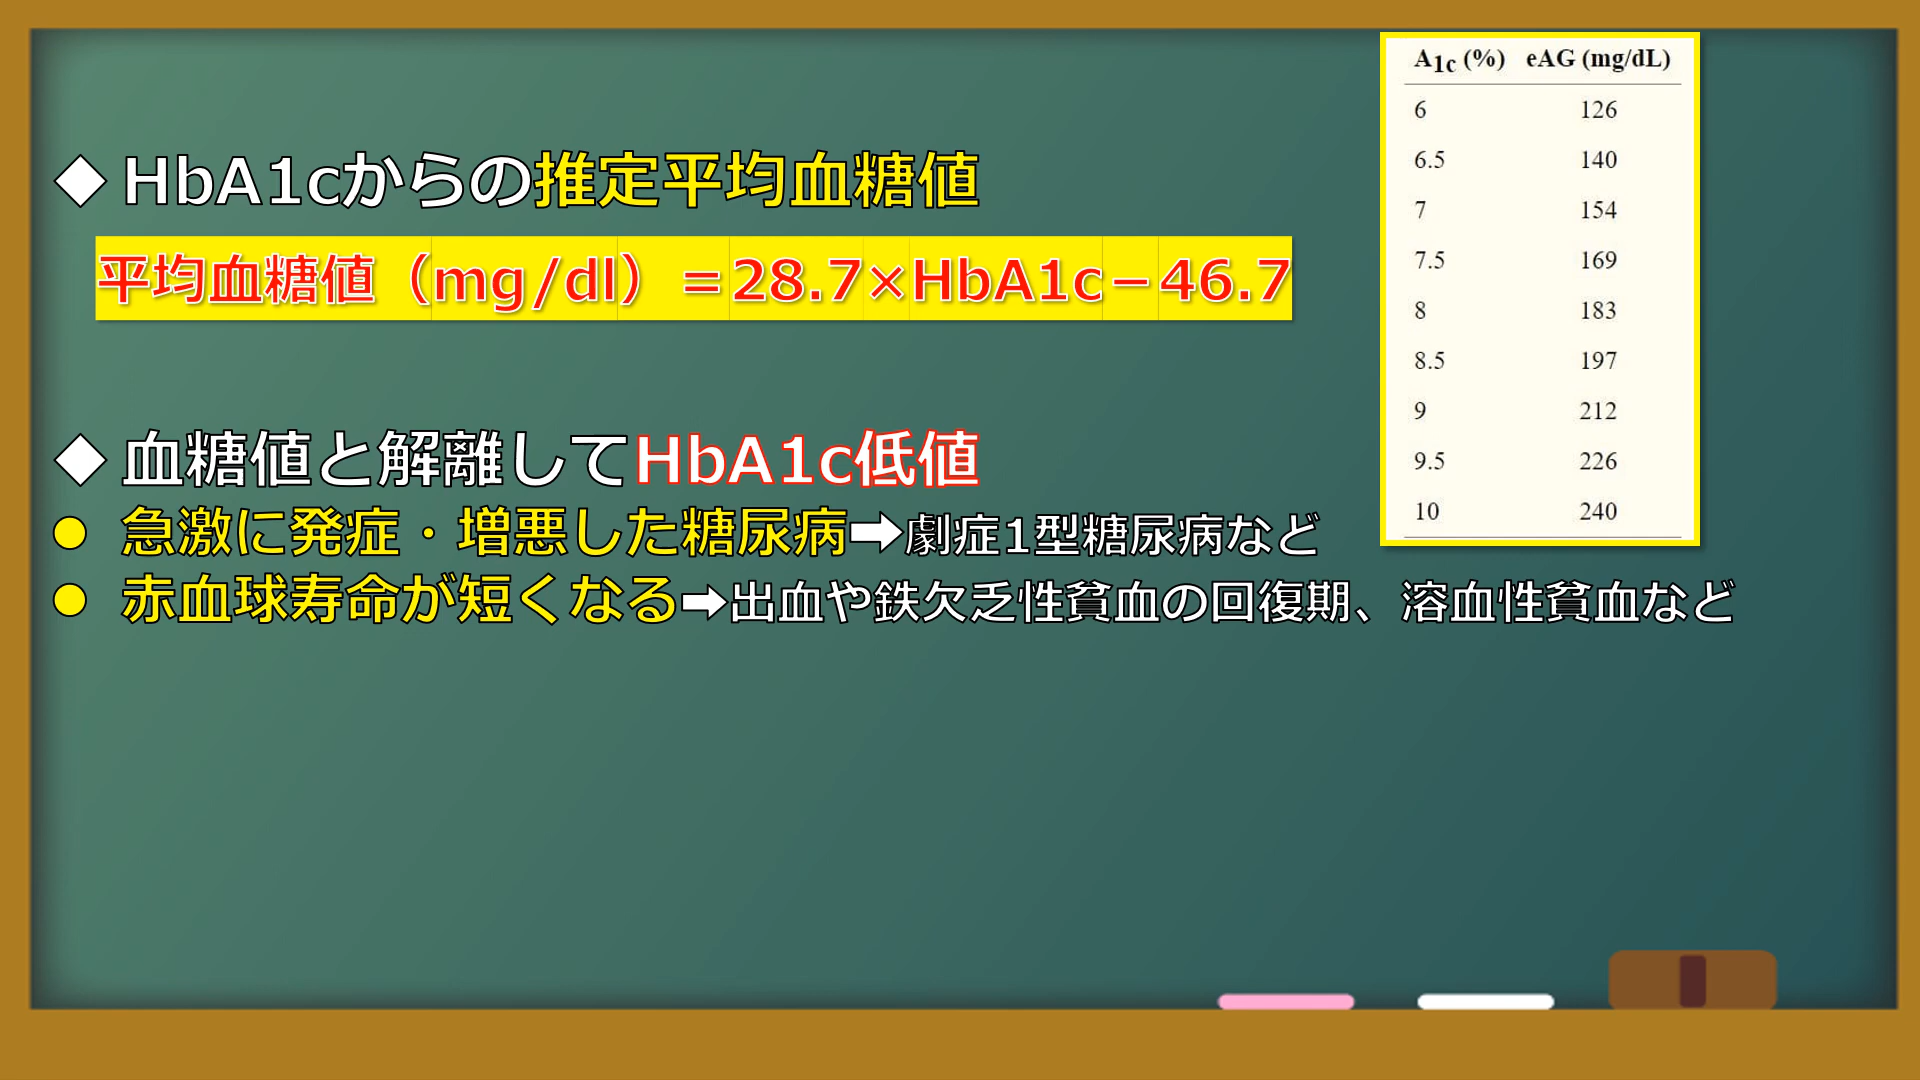 ◆ HbA1cからの推定平均血糖値
平均血糖値（mg/dl）＝28.7×HbA1c－46.7
◆ 血糖値と解離してHbA1c低値
● 急激に発症・増悪した糖尿病➡劇症1型糖尿病など
● 赤血球寿命が短くなる➡出血や鉄欠乏性貧血の回復期、溶血性貧血など
A1c (%) eAG (mg/dL)
6 126
6.5 140
7 154
7.5 169
8 183
8.5 197
9 212
9.5 226
10 240